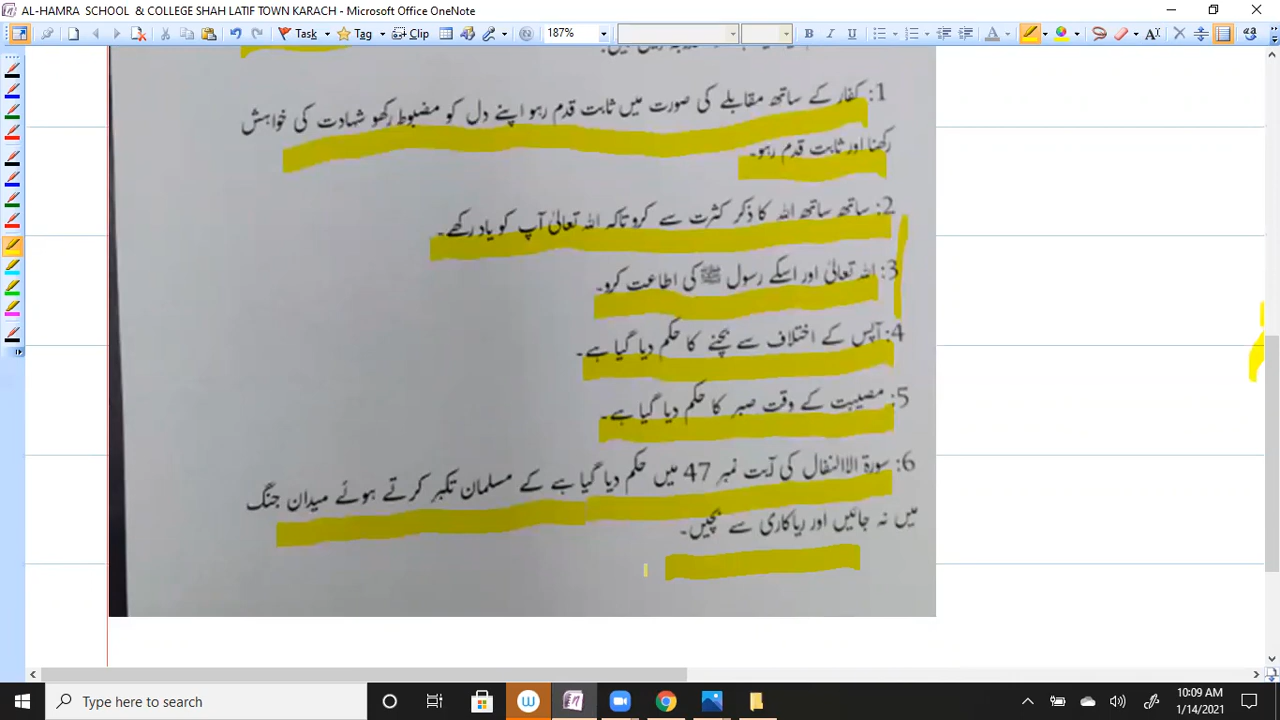 AL-HAMRA SCHOOL & COLLEGE SHAH LATIF TOWN KARACH - Microsoft Office OneNote
Task Tag Clip 187% B I U
1: کفار کے ساتھ مقابلے کی صورت میں ثابت قدم رہو اپنے دل کو مضبوط رکھو شہادت کی خواہش
رکھنا اور ثابت قدم رہو۔
2: ساتھ ساتھ اللہ کا ذکر کثرت سے کرو تاکہ اللہ تعالیٰ آپ کو یاد رکھے۔
3: اللہ تعالیٰ اور اسکے رسول ﷺ کی اطاعت کرو۔
4: آپس کے اختلاف سے بچنے کا حکم دیا گیا ہے۔
5: مصیبت کے وقت صبر کا حکم دیا گیا ہے۔
6: سورۃ الاالنفال کی آیت نمبر 47 میں حکم دیا گیا ہے کے مسلمان تکبر کرتے ہوئے میدان جنگ
میں نہ جائیں اور ریاکاری سے بچیں۔
Type here to search
10:09 AM
1/14/2021